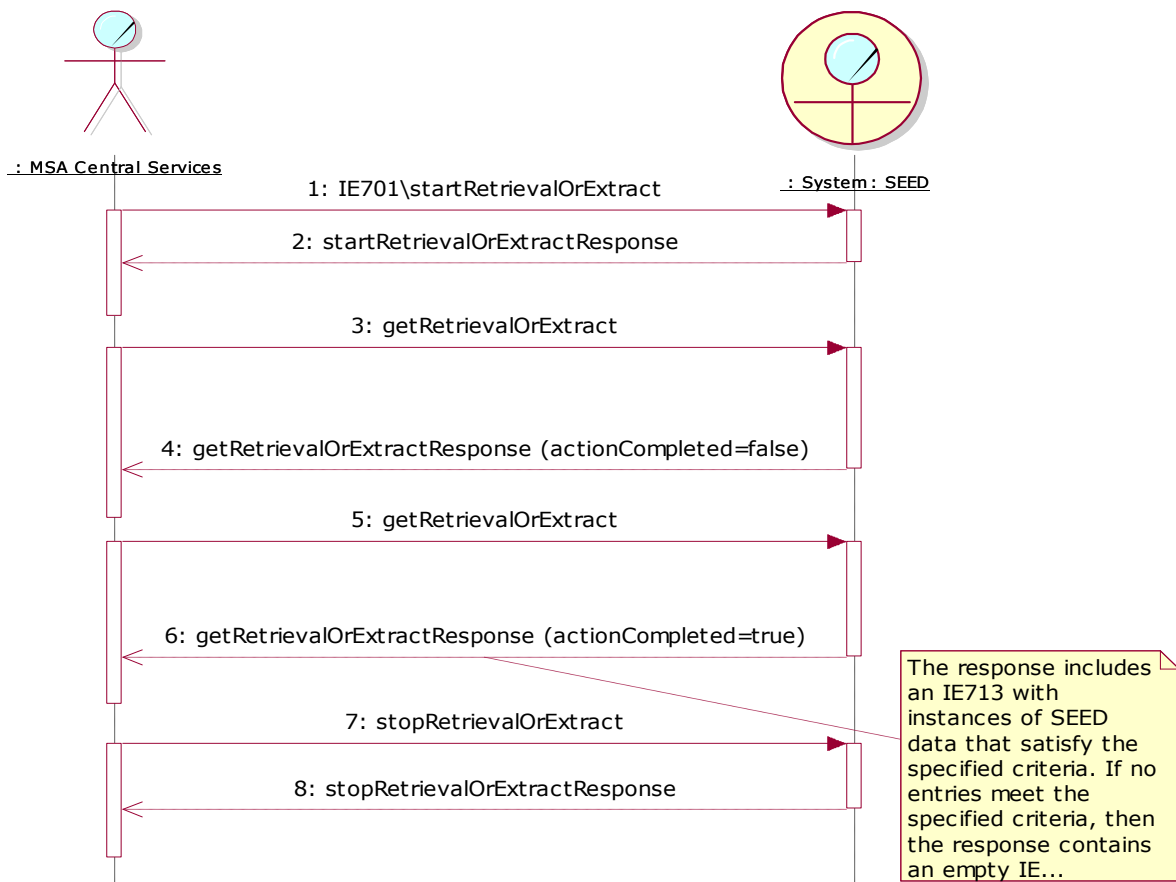 : MSA Central Services
: System : SEED
1: IE701\startRetrievalOrExtract
2: startRetrievalOrExtractResponse
3: getRetrievalOrExtract
4: getRetrievalOrExtractResponse (actionCompleted=false)
5: getRetrievalOrExtract
6: getRetrievalOrExtractResponse (actionCompleted=true)
The response includes
an IE713 with
instances of SEED
data that satisfy the
specified criteria. If no
entries meet the
specified criteria, then
the response contains
an empty IE...
7: stopRetrievalOrExtract
8: stopRetrievalOrExtractResponse